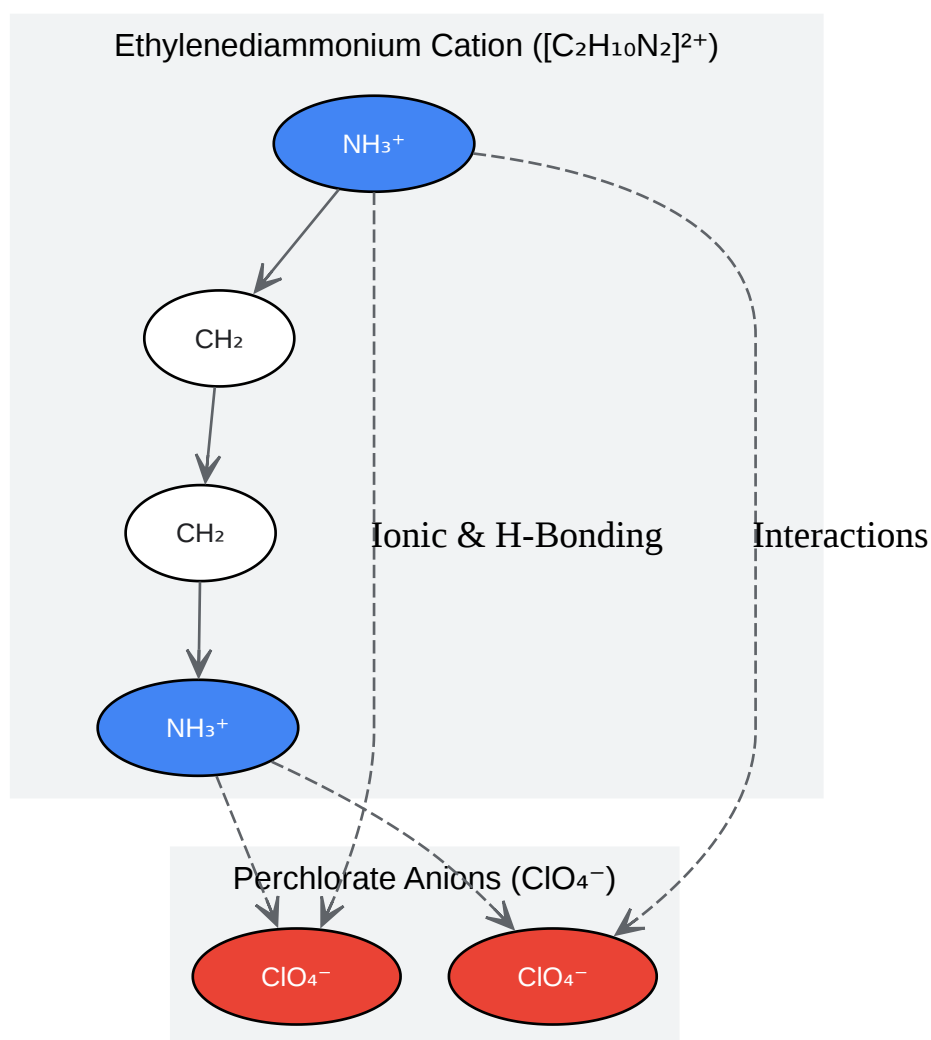 Ethylenediammonium Cation ([C₂H₁₀N₂]²⁺)
NH₃⁺
CH₂
CH₂
Ionic & H-Bonding
Interactions
NH₃⁺
Perchlorate Anions (ClO₄⁻)
ClO₄⁻
ClO₄⁻